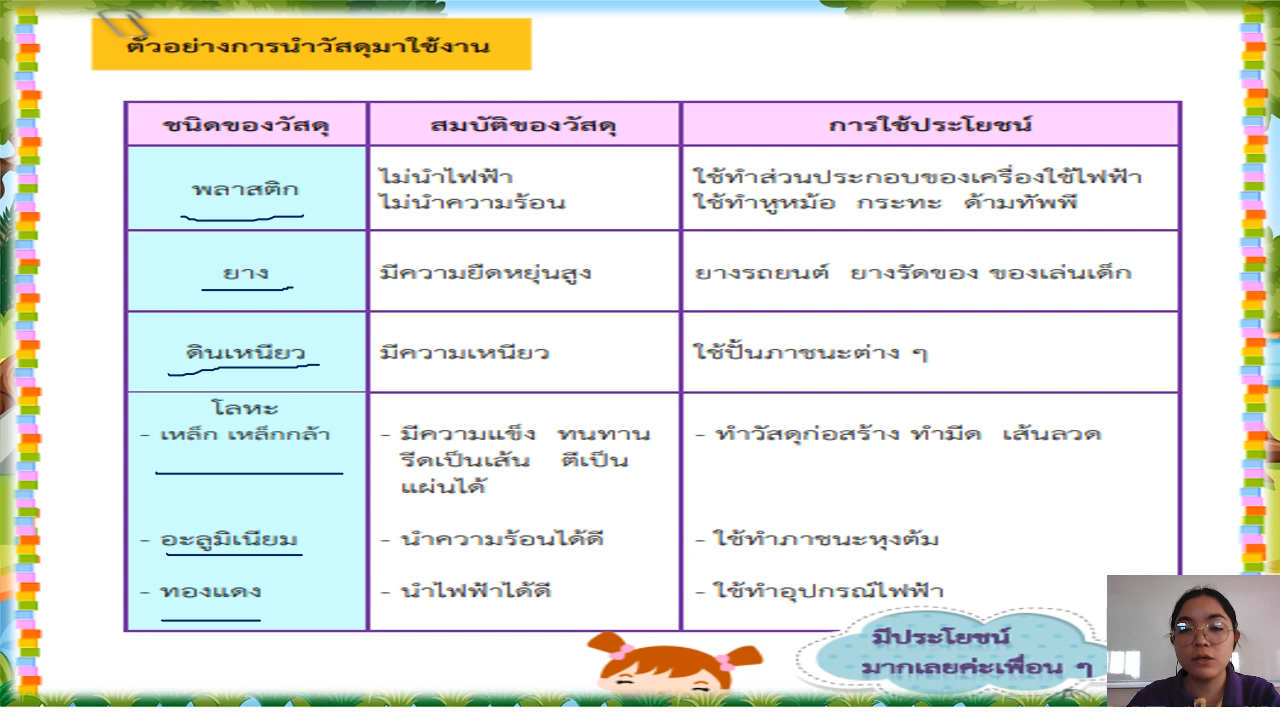 ตัวอย่างการนำวัสดุมาใช้งาน
ชนิดของวัสดุ สมบัติของวัสดุ การใช้ประโยชน์
พลาสติก
ไม่นำไฟฟ้า
ไม่นำความร้อน
ใช้ทำส่วนประกอบของเครื่องใช้ไฟฟ้า
ใช้ทำหูหม้อ กระทะ ด้ามทัพพี
ยาง มีความยืดหยุ่นสูง ยางรถยนต์ ยางรัดของ ของเล่นเด็ก
ดินเหนียว มีความเหนียว ใช้ปั้นภาชนะต่าง ๆ
โลหะ
- เหล็ก เหล็กกล้า
- มีความแข็ง ทนทาน
รีดเป็นเส้น ตีเป็น
แผ่นได้
- ทำวัสดุก่อสร้าง ทำมีด เส้นลวด
- อะลูมิเนียม - นำความร้อนได้ดี - ใช้ทำภาชนะหุงต้ม
- ทองแดง - นำไฟฟ้าได้ดี - ใช้ทำอุปกรณ์ไฟฟ้า
มีประโยชน์
มากเลยค่ะเพื่อน ๆ